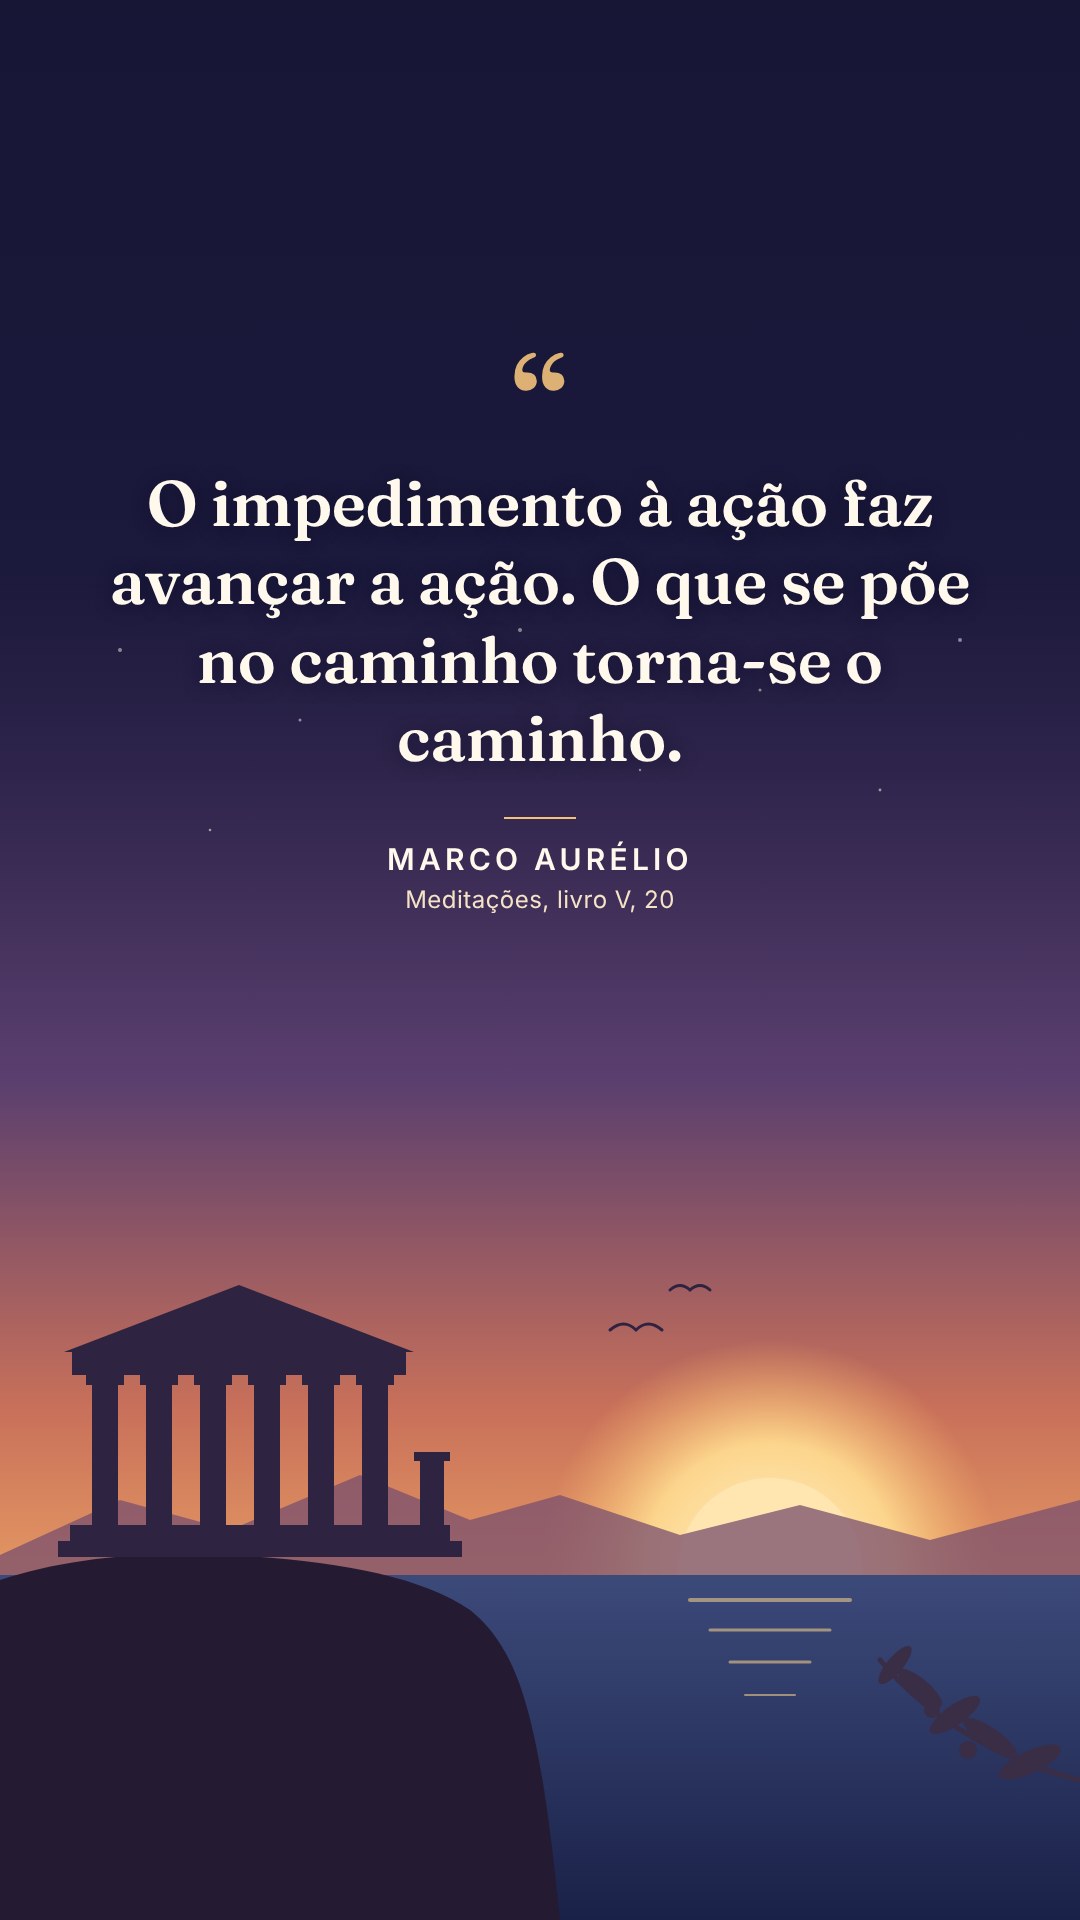 “
O impedimento à ação faz
avançar a ação. O que se põe
no caminho torna-se o
caminho.
MARCO AURÉLIO
Meditações, livro V, 20